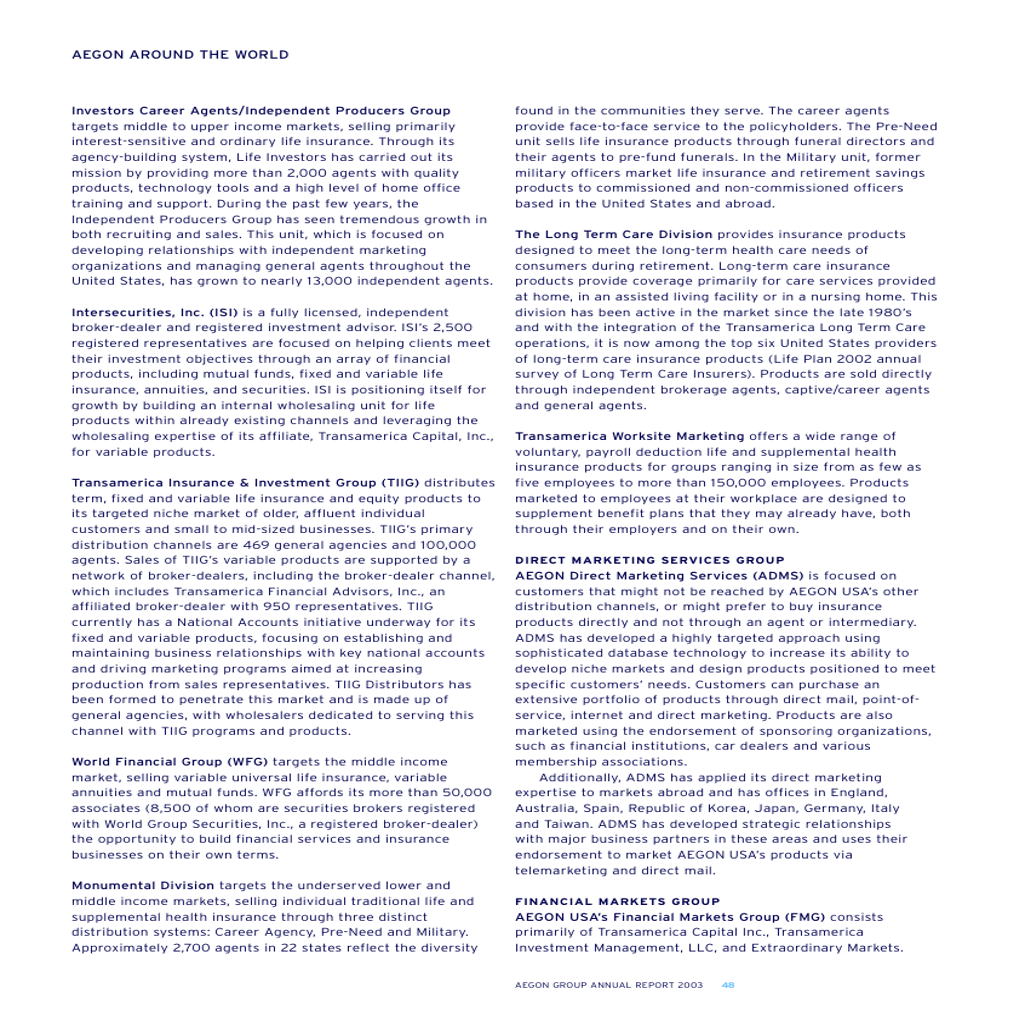 AEGON AROUND THE WORLD
Investors Career Agents/Independent Producers Group
targets middle to upper income markets, selling primarily
interest-sensitive and ordinary life insurance. Through its
agency-building system, Life Investors has carried out its
mission by providing more than 2,000 agents with quality
products, technology tools and a high level of home office
training and support. During the past few years, the
Independent Producers Group has seen tremendous growth in
both recruiting and sales. This unit, which is focused on
developing relationships with independent marketing
organizations and managing general agents throughout the
United States, has grown to nearly 13,000 independent agents.
Intersecurities, Inc. (ISI) is a fully licensed, independent
broker-dealer and registered investment advisor. ISI's 2,500
registered representatives are focused on helping clients meet
their investment objectives through an array of financial
products, including mutual funds, fixed and variable life
insurance, annuities, and securities. ISI is positioning itself for
growth by building an internal wholesaling unit for life
products within already existing channels and leveraging the
wholesaling expertise of its affiliate, Transamerica Capital, Inc.,
for variable products.
Transamerica Insurance & Investment Group (TIIG) distributes
term, fixed and variable life insurance and equity products to
its targeted niche market of older, affluent individual
customers and small to mid-sized businesses. TIIG's primary
distribution channels are 469 general agencies and 100,000
agents. Sales of TIIG's variable products are supported by a
network of broker-dealers, including the broker-dealer channel,
which includes Transamerica Financial Advisors, Inc., an
affiliated broker-dealer with 950 representatives. TIIG
currently has a National Accounts initiative underway for its
fixed and variable products, focusing on establishing and
maintaining business relationships with key national accounts
and driving marketing programs aimed at increasing
production from sales representatives. TIIG Distributors has
been formed to penetrate this market and is made up of
general agencies, with wholesalers dedicated to serving this
channel with TIIG programs and products.
World Financial Group (WFG) targets the middle income
market, selling variable universal life insurance, variable
annuities and mutual funds. WFG affords its more than 50,000
associates (8,500 of whom are securities brokers registered
with World Group Securities, Inc., a registered broker-dealer)
the opportunity to build financial services and insurance
businesses on their own terms.
Monumental Division targets the underserved lower and
middle income markets, selling individual traditional life and
supplemental health insurance through three distinct
distribution systems: Career Agency, Pre-Need and Military.
Approximately 2,700 agents in 22 states reflect the diversity
found in the communities they serve. The career agents
provide face-to-face service to the policyholders. The Pre-Need
unit sells life insurance products through funeral directors and
their agents to pre-fund funerals. In the Military unit, former
military officers market life insurance and retirement savings
products to commissioned and non-commissioned officers
based in the United States and abroad.
The Long Term Care Division provides insurance products
designed to meet the long-term health care needs of
consumers during retirement. Long-term care insurance
products provide coverage primarily for care services provided
at home, in an assisted living facility or in a nursing home. This
division has been active in the market since the late 1980's
and with the integration of the Transamerica Long Term Care
operations, it is now among the top six United States providers
of long-term care insurance products (Life Plan 2002 annual
survey of Long Term Care Insurers). Products are sold directly
through independent brokerage agents, captive/career agents
and general agents.
Transamerica Worksite Marketing offers a wide range of
voluntary, payroll deduction life and supplemental health
insurance products for groups ranging in size from as few as
five employees to more than 150,000 employees. Products
marketed to employees at their workplace are designed to
supplement benefit plans that they may already have, both
through their employers and on their own.
DIRECT MARKETING SERVICES GROUP
AEGON Direct Marketing Services (ADMS) is focused on
customers that might not be reached by AEGON USA's other
distribution channels, or might prefer to buy insurance
products directly and not through an agent or intermediary.
ADMS has developed a highly targeted approach using
sophisticated database technology to increase its ability to
develop niche markets and design products positioned to meet
specific customers' needs. Customers can purchase an
extensive portfolio of products through direct mail, point-of-
service, internet and direct marketing. Products are also
marketed using the endorsement of sponsoring organizations,
such as financial institutions, car dealers and various
membership associations.
Additionally, ADMS has applied its direct marketing
expertise to markets abroad and has offices in England,
Australia, Spain, Republic of Korea, Japan, Germany, Italy
and Taiwan. ADMS has developed strategic relationships
with major business partners in these areas and uses their
endorsement to market AEGON USA's products via
telemarketing and direct mail.
FINANCIAL MARKETS GROUP
AEGON USA's Financial Markets Group (FMG) consists
primarily of Transamerica Capital Inc., Transamerica
Investment Management, LLC, and Extraordinary Markets.
AEGON GROUP ANNUAL REPORT 2003 48